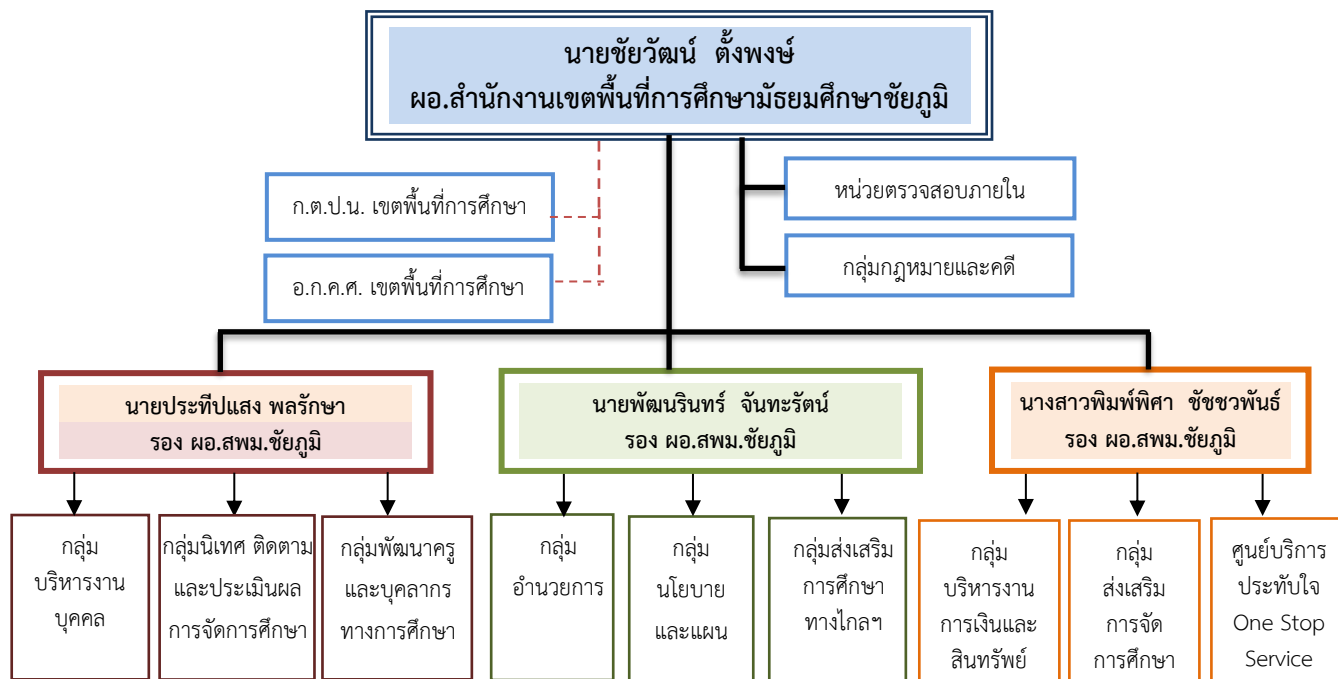 นายชัยวัฒน์ ตั้งพงษ์
ผอ.สำนักงานเขตพื้นที่การศึกษามัธยมศึกษาชัยภูมิ
ก.ต.ป.น. เขตพื้นที่การศึกษา
หน่วยตรวจสอบภายใน
อ.ก.ค.ศ. เขตพื้นที่การศึกษา
กลุ่มกฎหมายและคดี
นายประทีปแสง พลรักษา
รอง ผอ.สพม.ชัยภูมิ
นายพัฒนรินทร์ จันทะรัตน์
รอง ผอ.สพม.ชัยภูมิ
นางสาวพิมพ์พิศา ชัชชวพันธ์
รอง ผอ.สพม.ชัยภูมิ
กลุ่ม
บริหารงาน
บุคคล
กลุ่มนิเทศ ติดตาม
และประเมินผล
การจัดการศึกษา
กลุ่มพัฒนาครู
และบุคลากร
ทางการศึกษา
กลุ่ม
อำนวยการ
กลุ่ม
นโยบาย
และแผน
กลุ่มส่งเสริม
การศึกษา
ทางไกลฯ
กลุ่ม
บริหารงาน
การเงินและ
สินทรัพย์
กลุ่ม
ส่งเสริม
การจัด
การศึกษา
ศูนย์บริการ
ประทับใจ
One Stop
Service